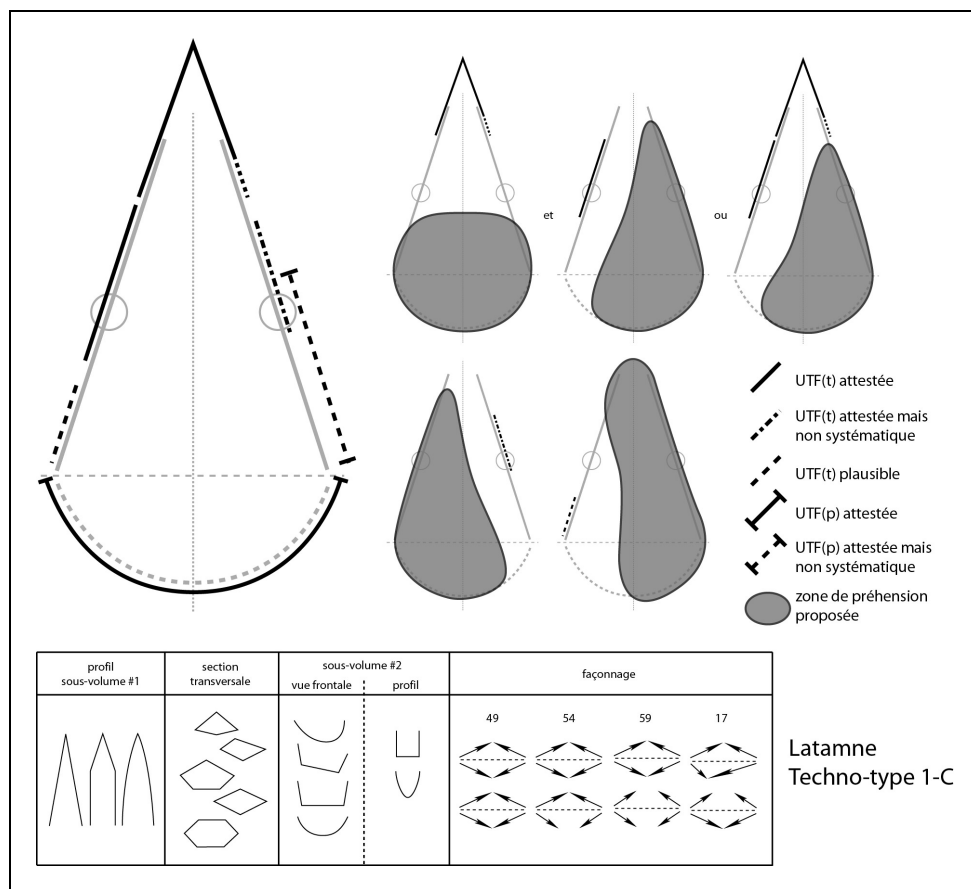 et
ou
UTF(t) attestée
UTF(t) attestée mais
non systématique
UTF(t) plausible
UTF(p) attestée
UTF(p) attestée mais
non systématique
zone de préhension
proposée
profil
sous-volume #1
section
transversale
sous-volume #2
vue frontale
profil
façonnage
49
54
59
17
Latamne
Techno-type 1-C